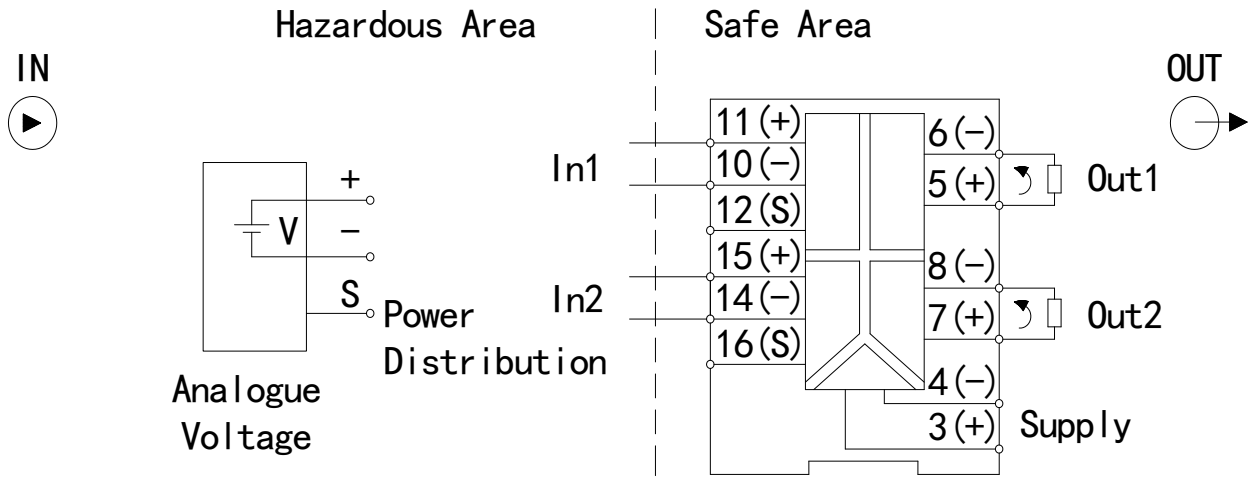 Hazardous Area
Safe Area
IN
OUT
+
V
-
S
Power
Distribution
Analogue
Voltage
In1
In2
11(+)
10(-)
12(S)
15(+)
14(-)
16(S)
6(-)
5(+)
8(-)
7(+)
4(-)
3(+)
Out1
Out2
Supply